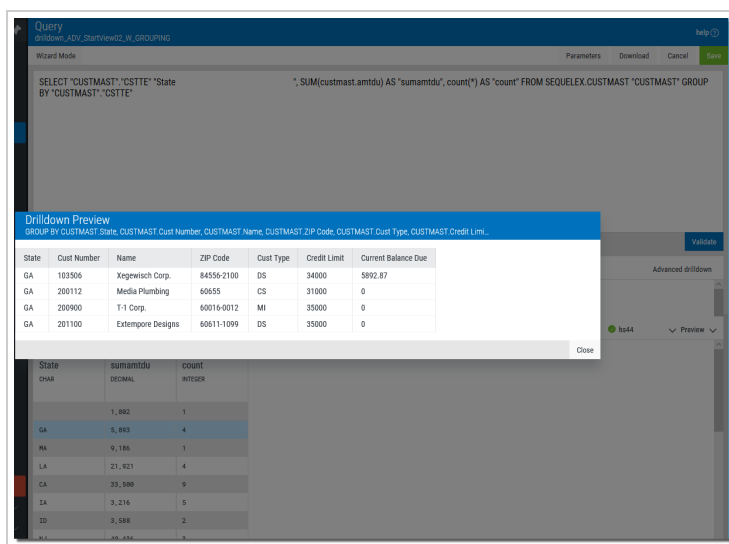 Query
drilldown_ADV_StartView02_W_GROUPING
help ?
Wizard Mode
Parameters Download Cancel Save
SELECT "CUSTMAST"."CSTTE" "State ", SUM(custmast.amtdu) AS "sumamtdu", count(*) AS "count" FROM SEQUELEX.CUSTMAST "CUSTMAST" GROUP
BY "CUSTMAST"."CSTTE"
Drilldown Preview
GROUP BY CUSTMAST.State, CUSTMAST.Cust Number, CUSTMAST.Name, CUSTMAST.ZIP Code, CUSTMAST.Cust Type, CUSTMAST.Credit Limi...
Validate
State Cust Number Name ZIP Code Cust Type Credit Limit Current Balance Due
Advanced drilldown
GA 103506 Xegewisch Corp. 84556-2100 DS 34000 5892.87
GA 200112 Media Plumbing 60655 CS 31000 0
GA 200900 T-1 Corp. 60016-0012 MI 35000 0
GA 201100 Extempore Designs 60611-1099 DS 35000 0
hs44 Preview
Close
State sumamtdu count
CHAR DECIMAL INTEGER
1,802 1
GA 5,893 4
MA 9,186 1
LA 21,921 4
CA 33,500 9
IA 3,216 5
ID 3,588 2